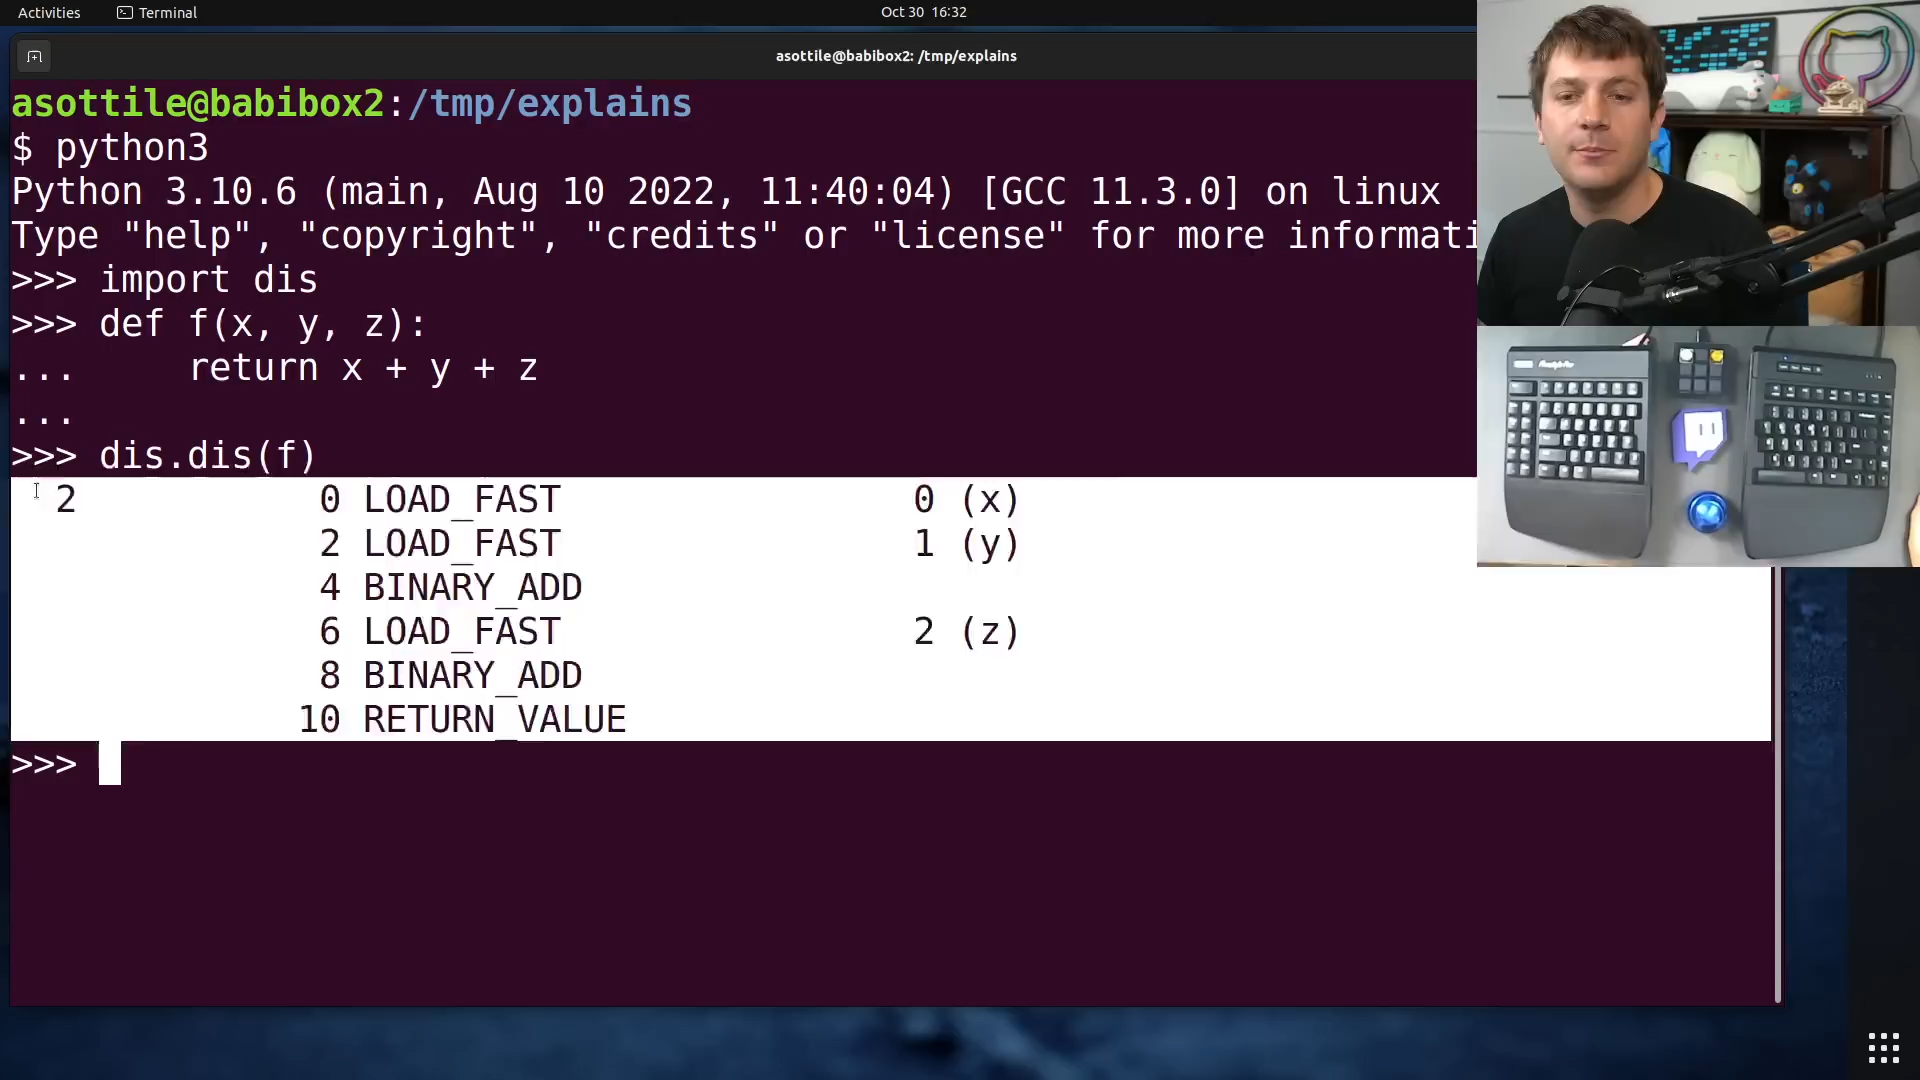 Activities Terminal Oct 30 16:32
asottile@babibox2: /tmp/explains
asottile@babibox2:/tmp/explains
$ python3
Python 3.10.6 (main, Aug 10 2022, 11:40:04) [GCC 11.3.0] on linux
Type "help", "copyright", "credits" or "license" for more informati
>>> import dis
>>> def f(x, y, z):
...     return x + y + z
...
>>> dis.dis(f)
  2           0 LOAD_FAST                0 (x)
              2 LOAD_FAST                1 (y)
              4 BINARY_ADD
              6 LOAD_FAST                2 (z)
              8 BINARY_ADD
             10 RETURN_VALUE
>>>